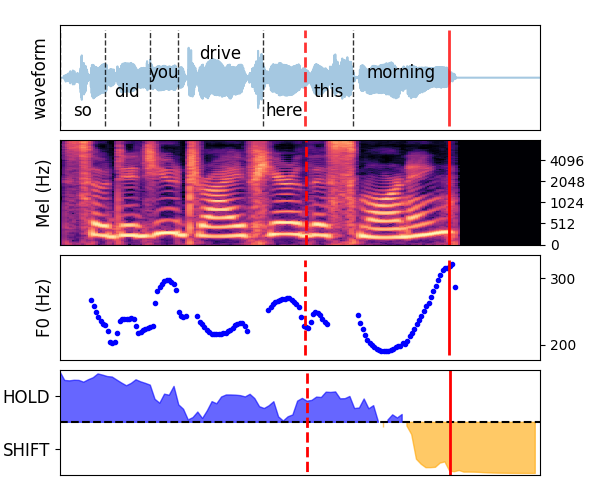 waveform
so
did
you
drive
here
this
morning
Mel (Hz)
4096
2048
1024
512
0
F0 (Hz)
300
200
HOLD
SHIFT